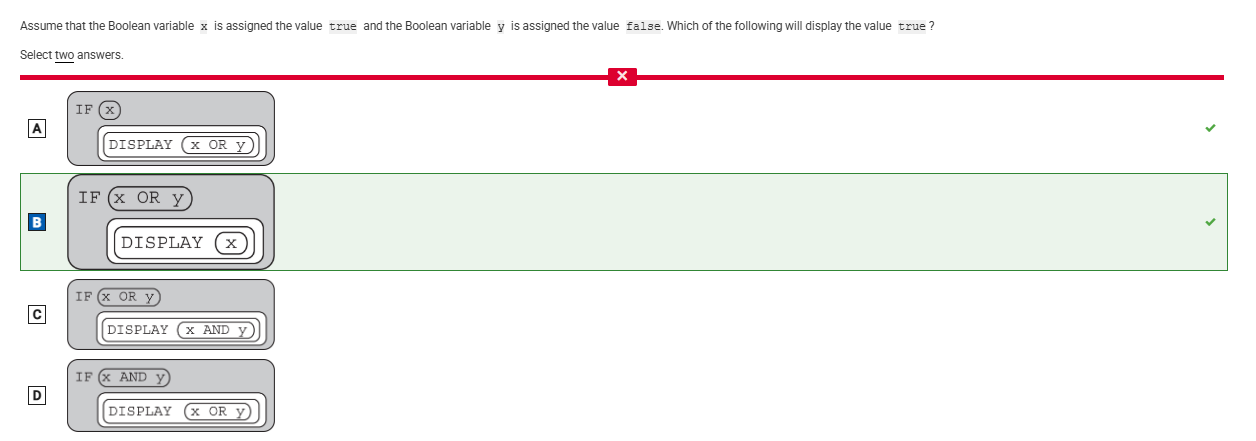 Assume that the Boolean variable x is assigned the value true and the Boolean variable y is assigned the value false. Which of the following will display the value true ?
Select two answers.
A
IF x
DISPLAY x OR y
B
IF x OR y
DISPLAY x
C
IF x OR y
DISPLAY x AND y
D
IF x AND y
DISPLAY x OR y